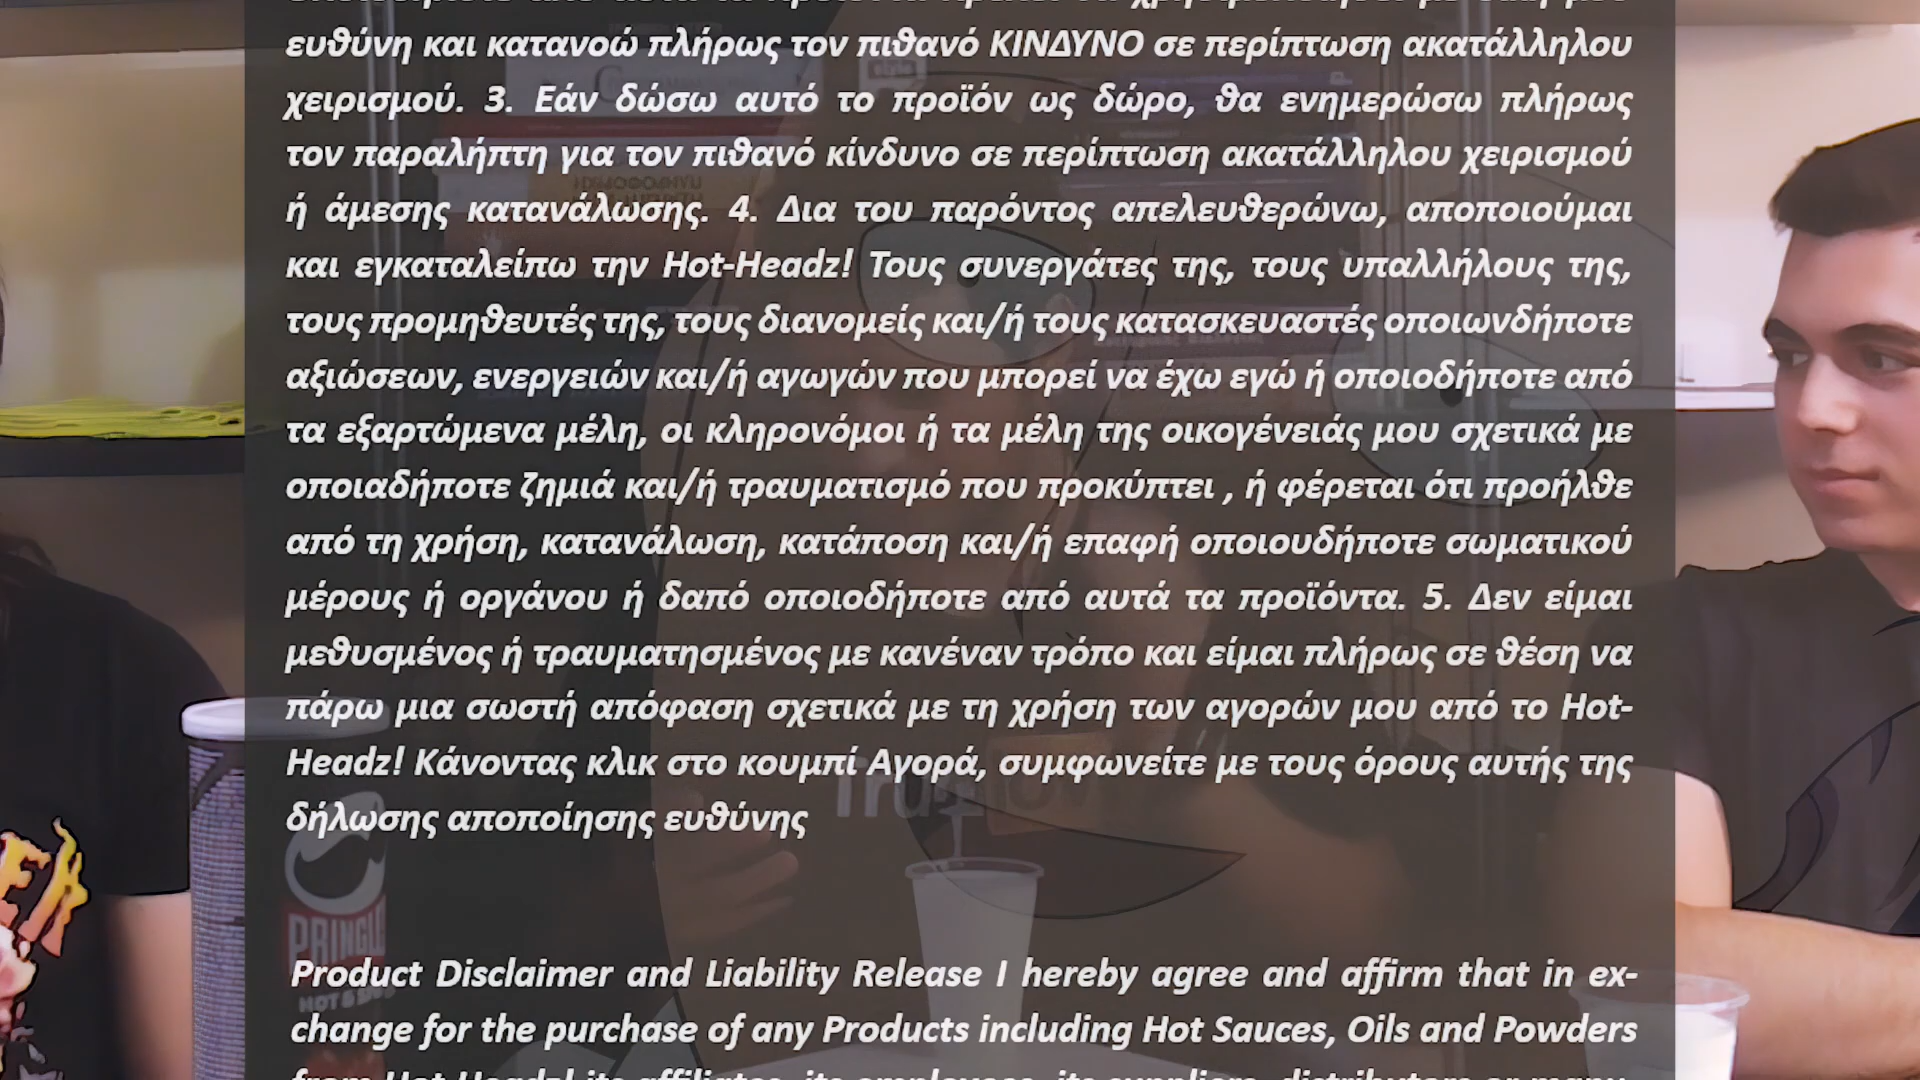 ευθύνη και κατανοώ πλήρως τον πιθανό ΚΙΝΔΥΝΟ σε περίπτωση ακατάλληλου
χειρισμού. 3. Εάν δώσω αυτό το προϊόν ως δώρο, θα ενημερώσω πλήρως
τον παραλήπτη για τον πιθανό κίνδυνο σε περίπτωση ακατάλληλου χειρισμού
ή άμεσης κατανάλωσης. 4. Δια του παρόντος απελευθερώνω, αποποιούμαι
και εγκαταλείπω την Hot-Headz! Τους συνεργάτες της, τους υπαλλήλους της,
τους προμηθευτές της, τους διανομείς και/ή τους κατασκευαστές οποιωνδήποτε
αξιώσεων, ενεργειών και/ή αγωγών που μπορεί να έχω εγώ ή οποιοδήποτε από
τα εξαρτώμενα μέλη, οι κληρονόμοι ή τα μέλη της οικογένειάς μου σχετικά με
οποιαδήποτε ζημιά και/ή τραυματισμό που προκύπτει , ή φέρεται ότι προήλθε
από τη χρήση, κατανάλωση, κατάποση και/ή επαφή οποιουδήποτε σωματικού
μέρους ή οργάνου ή δαπό οποιοδήποτε από αυτά τα προϊόντα. 5. Δεν είμαι
μεθυσμένος ή τραυματησμένος με κανέναν τρόπο και είμαι πλήρως σε θέση να
πάρω μια σωστή απόφαση σχετικά με τη χρήση των αγορών μου από το Hot-
Headz! Κάνοντας κλικ στο κουμπί Αγορά, συμφωνείτε με τους όρους αυτής της
δήλωσης αποποίησης ευθύνης
PRINGLE
Product Disclaimer and Liability Release I hereby agree and affirm that in ex-
change for the purchase of any Products including Hot Sauces, Oils and Powders